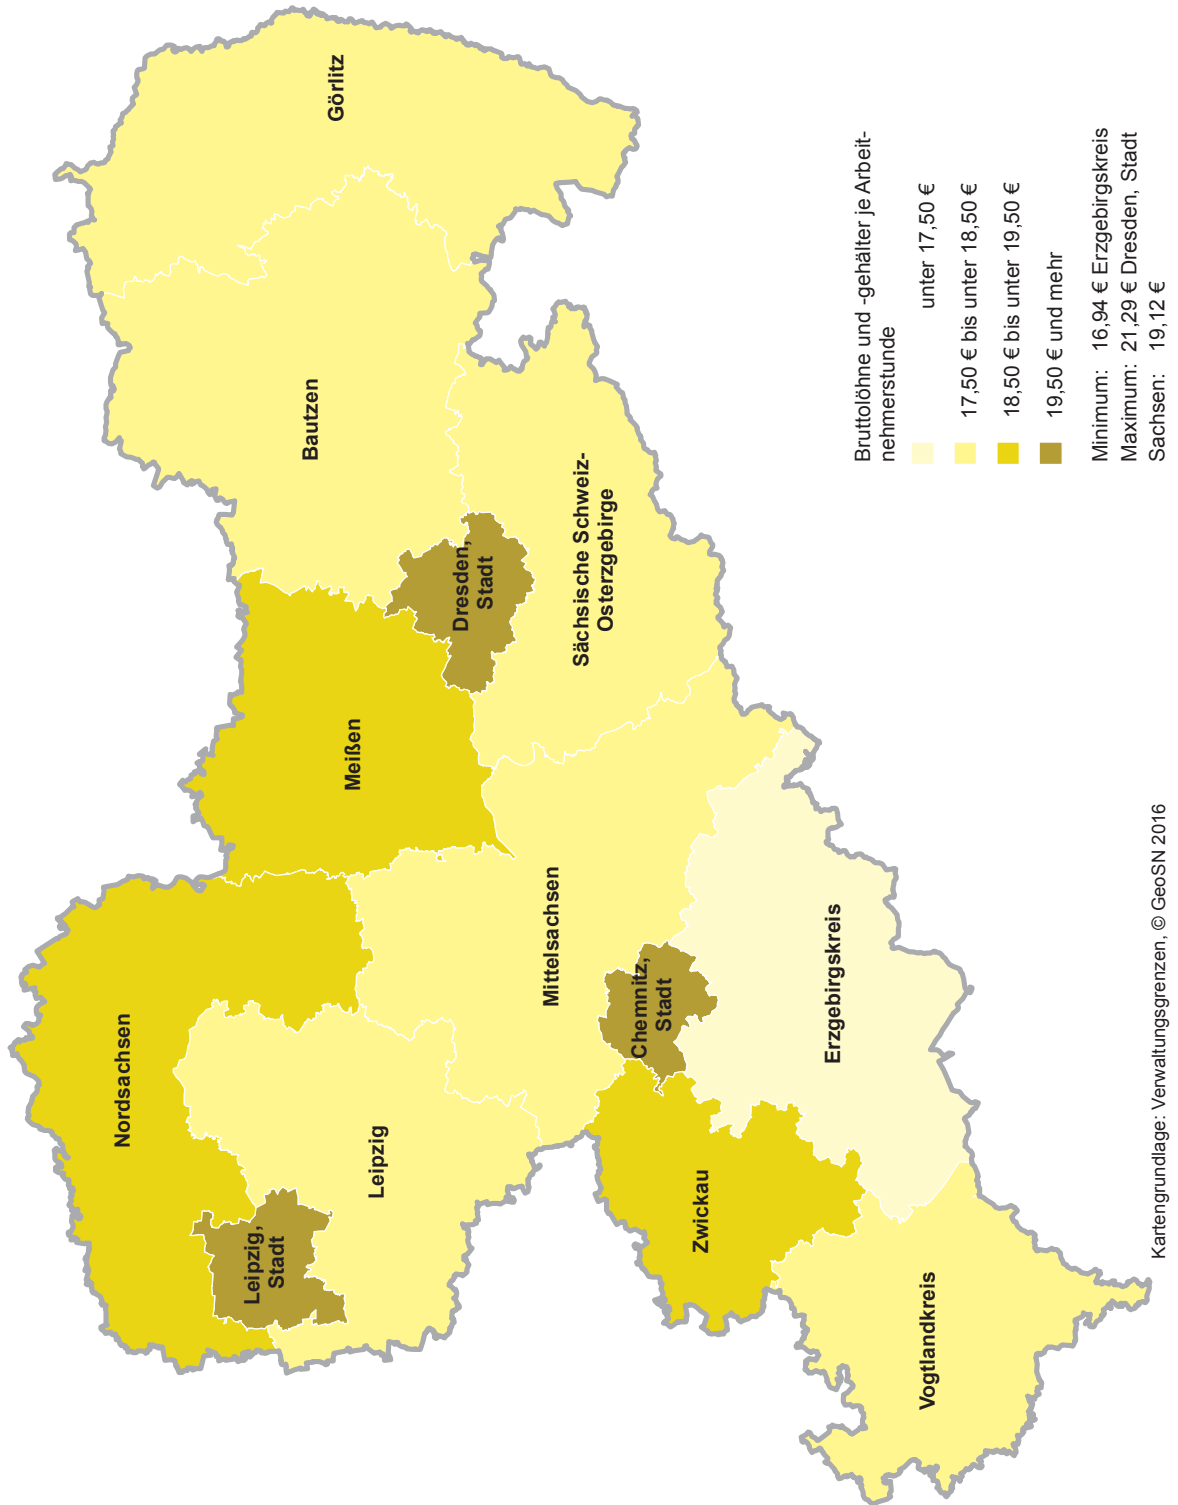 Nordsachsen
Leipzig,
Stadt
Leipzig
Meißen
Bautzen
Görlitz
Dresden,
Stadt
Sächsische Schweiz-
Osterzgebirge
Mittelsachsen
Chemnitz,
Stadt
Zwickau
Erzgebirgskreis
Vogtlandkreis
Bruttolöhne und -gehälter je Arbeit-
nehmerstunde
unter 17,50 €
17,50 € bis unter 18,50 €
18,50 € bis unter 19,50 €
19,50 € und mehr
Minimum: 16,94 € Erzgebirgskreis
Maximum: 21,29 € Dresden, Stadt
Sachsen: 19,12 €
Kartengrundlage: Verwaltungsgrenzen, © GeoSN 2016